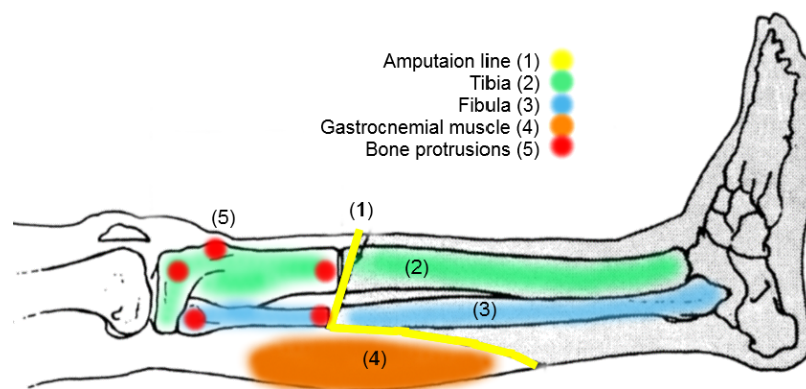 Amputaion line (1)
Tibia (2)
Fibula (3)
Gastrocnemial muscle (4)
Bone protrusions (5)
(5)
(1)
(2)
(3)
(4)